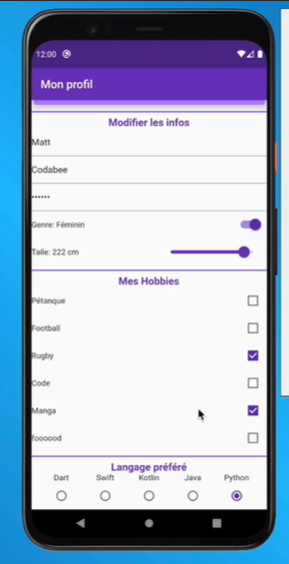 12:00
Mon profil
Modifier les infos
Matt
Codabee
••••••
Genre: Féminin
Taile: 222 cm
Mes Hobbies
Pétanque
Football
Rugby
Code
Manga
foooood
Langage préféré
Dart Swift Kotlin Java Python